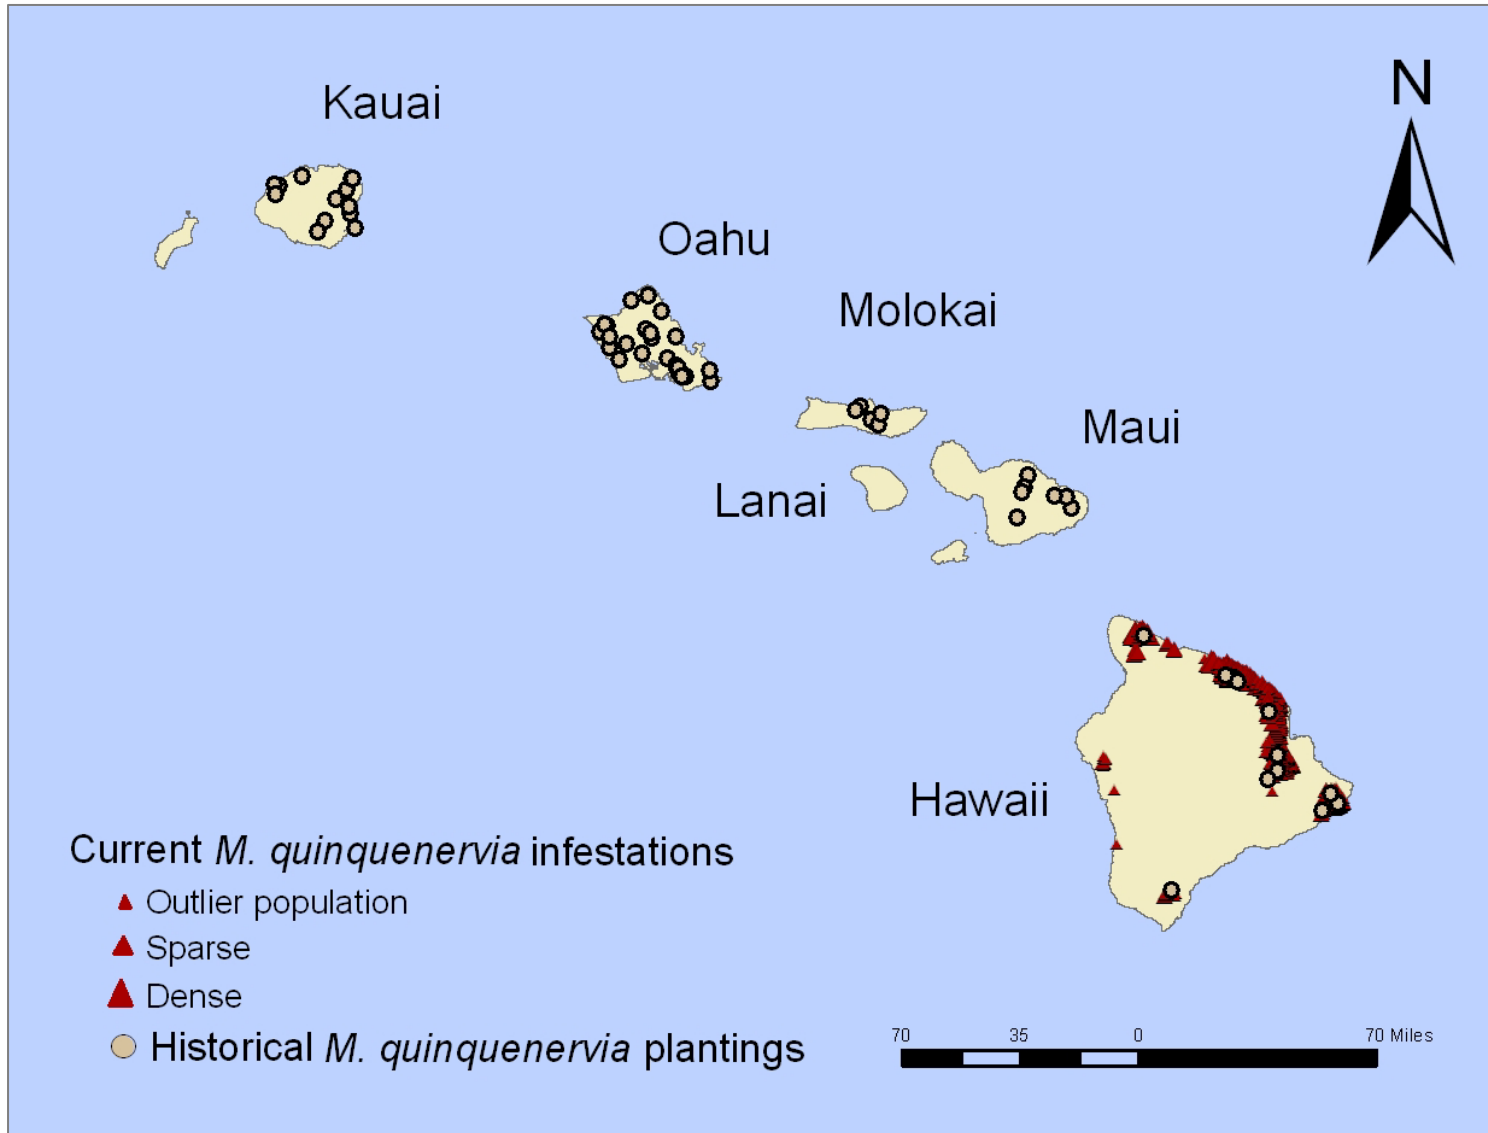 N
Kauai
Oahu
Molokai
Maui
Lanai
Hawaii
Current M. quinquenervia infestations
Outlier population
Sparse
Dense
Historical M. quinquenervia plantings
70 35 0 70 Miles